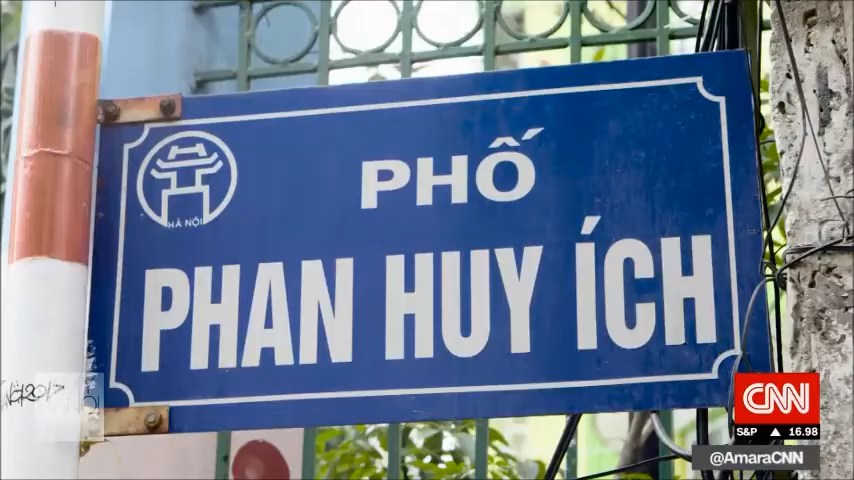 PHỐ
PHAN HUY ÍCH
HÀ NỘI
CNN
S&P ▲ 16.98
@AmaraCNN